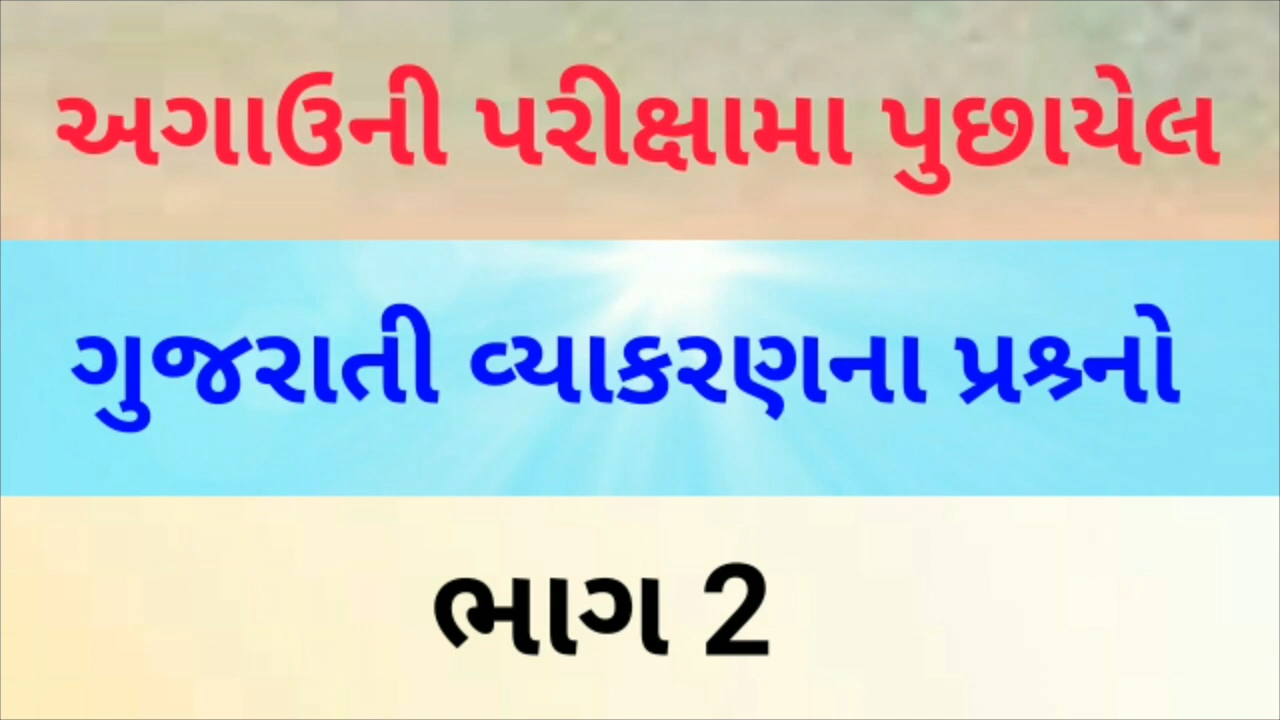 અગાઉની પરીક્ષામા પુછાયેલ
ગુજરાતી વ્યાકરણના પ્રશ્નો
ભાગ 2